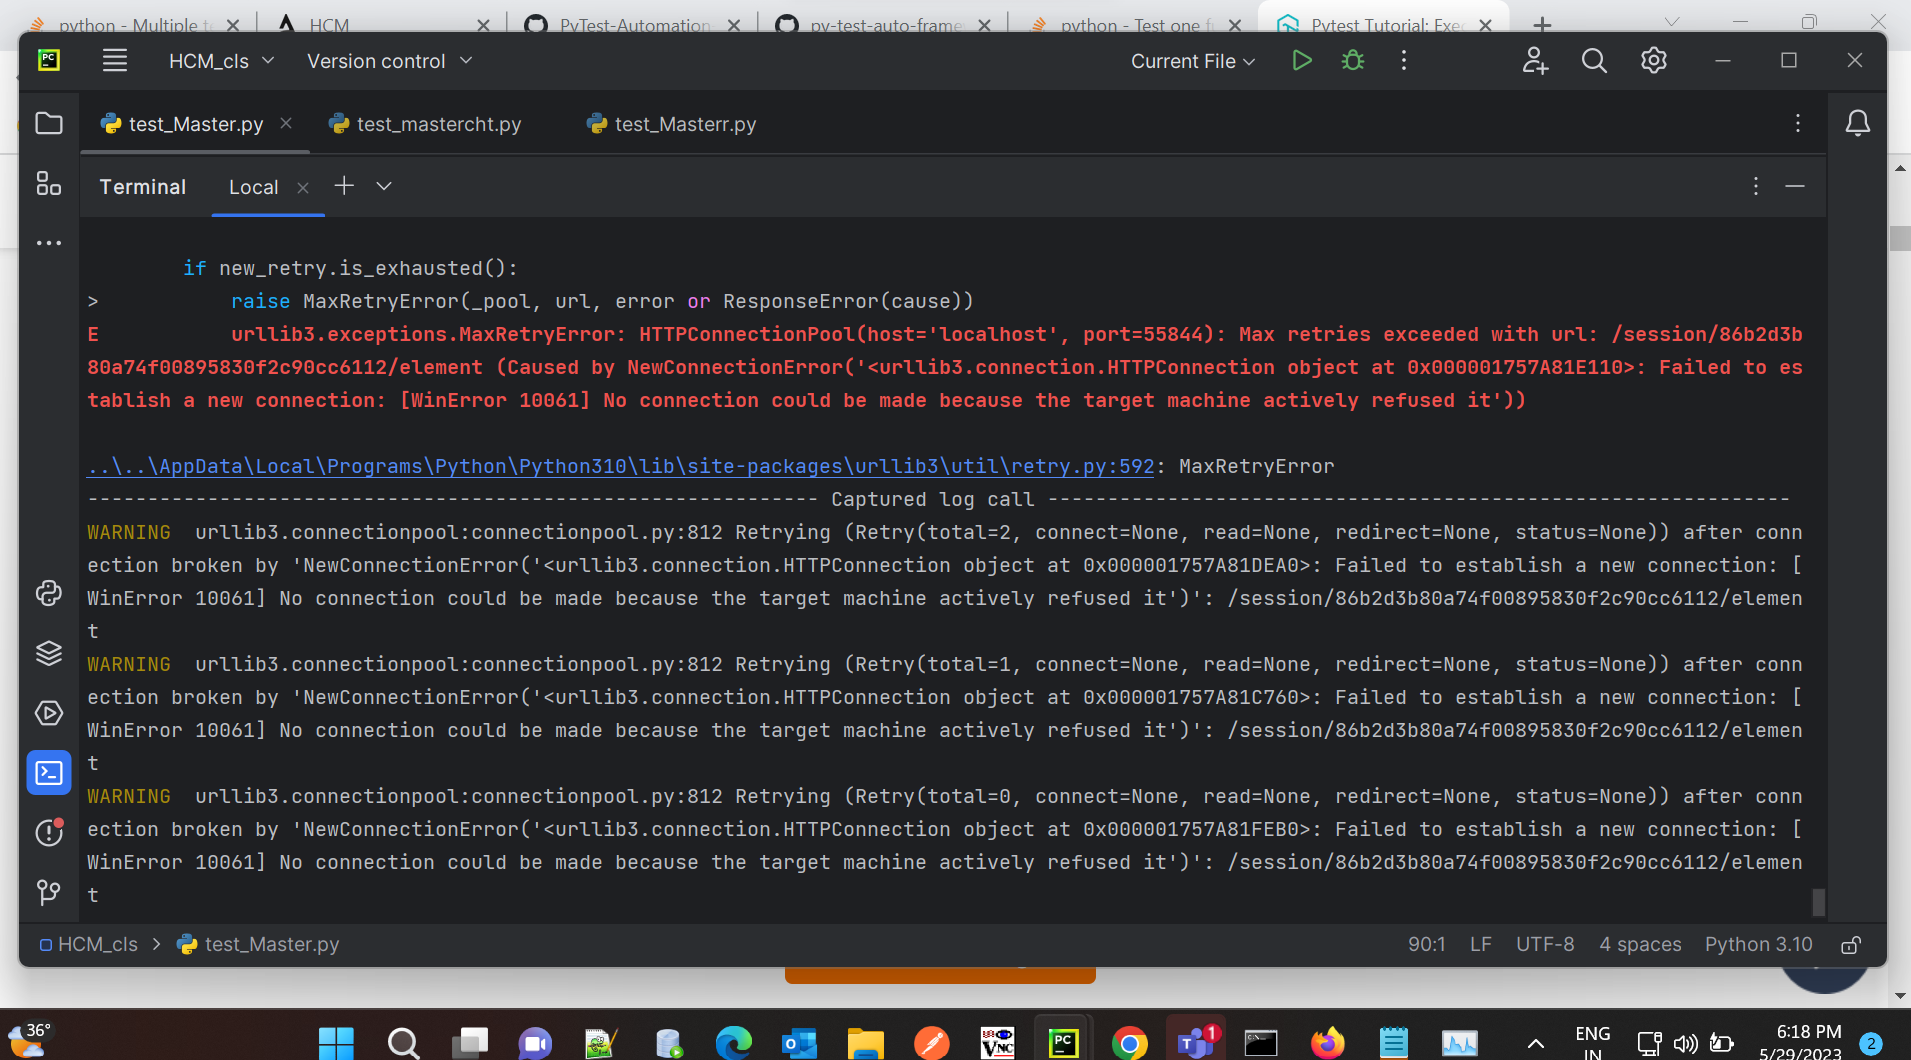 python - Multiple te
HCM
PyTest-Automation-
py-test-auto-frame
python - Test one fu
Pytest Tutorial: Exec
PC
HCM_cls
Version control
Current File
test_Master.py
test_mastercht.py
test_Masterr.py
Terminal
Local
if new_retry.is_exhausted():
> raise MaxRetryError(_pool, url, error or ResponseError(cause))
E urllib3.exceptions.MaxRetryError: HTTPConnectionPool(host='localhost', port=55844): Max retries exceeded with url: /session/86b2d3b
80a74f00895830f2c90cc6112/element (Caused by NewConnectionError('<urllib3.connection.HTTPConnection object at 0x000001757A81E110>: Failed to es
tablish a new connection: [WinError 10061] No connection could be made because the target machine actively refused it'))
..\..\AppData\Local\Programs\Python\Python310\lib\site-packages\urllib3\util\retry.py:592: MaxRetryError
------------------------------------------------------------- Captured log call --------------------------------------------------------------
WARNING  urllib3.connectionpool:connectionpool.py:812 Retrying (Retry(total=2, connect=None, read=None, redirect=None, status=None)) after conn
ection broken by 'NewConnectionError('<urllib3.connection.HTTPConnection object at 0x000001757A81DEA0>: Failed to establish a new connection: [
WinError 10061] No connection could be made because the target machine actively refused it')': /session/86b2d3b80a74f00895830f2c90cc6112/elemen
t
WARNING  urllib3.connectionpool:connectionpool.py:812 Retrying (Retry(total=1, connect=None, read=None, redirect=None, status=None)) after conn
ection broken by 'NewConnectionError('<urllib3.connection.HTTPConnection object at 0x000001757A81C760>: Failed to establish a new connection: [
WinError 10061] No connection could be made because the target machine actively refused it')': /session/86b2d3b80a74f00895830f2c90cc6112/elemen
t
WARNING  urllib3.connectionpool:connectionpool.py:812 Retrying (Retry(total=0, connect=None, read=None, redirect=None, status=None)) after conn
ection broken by 'NewConnectionError('<urllib3.connection.HTTPConnection object at 0x000001757A81FEB0>: Failed to establish a new connection: [
WinError 10061] No connection could be made because the target machine actively refused it')': /session/86b2d3b80a74f00895830f2c90cc6112/elemen
t
HCM_cls
test_Master.py
90:1
LF
UTF-8
4 spaces
Python 3.10
36°
VNC
PC
1
ENG
IN
6:18 PM
5/29/2023
2